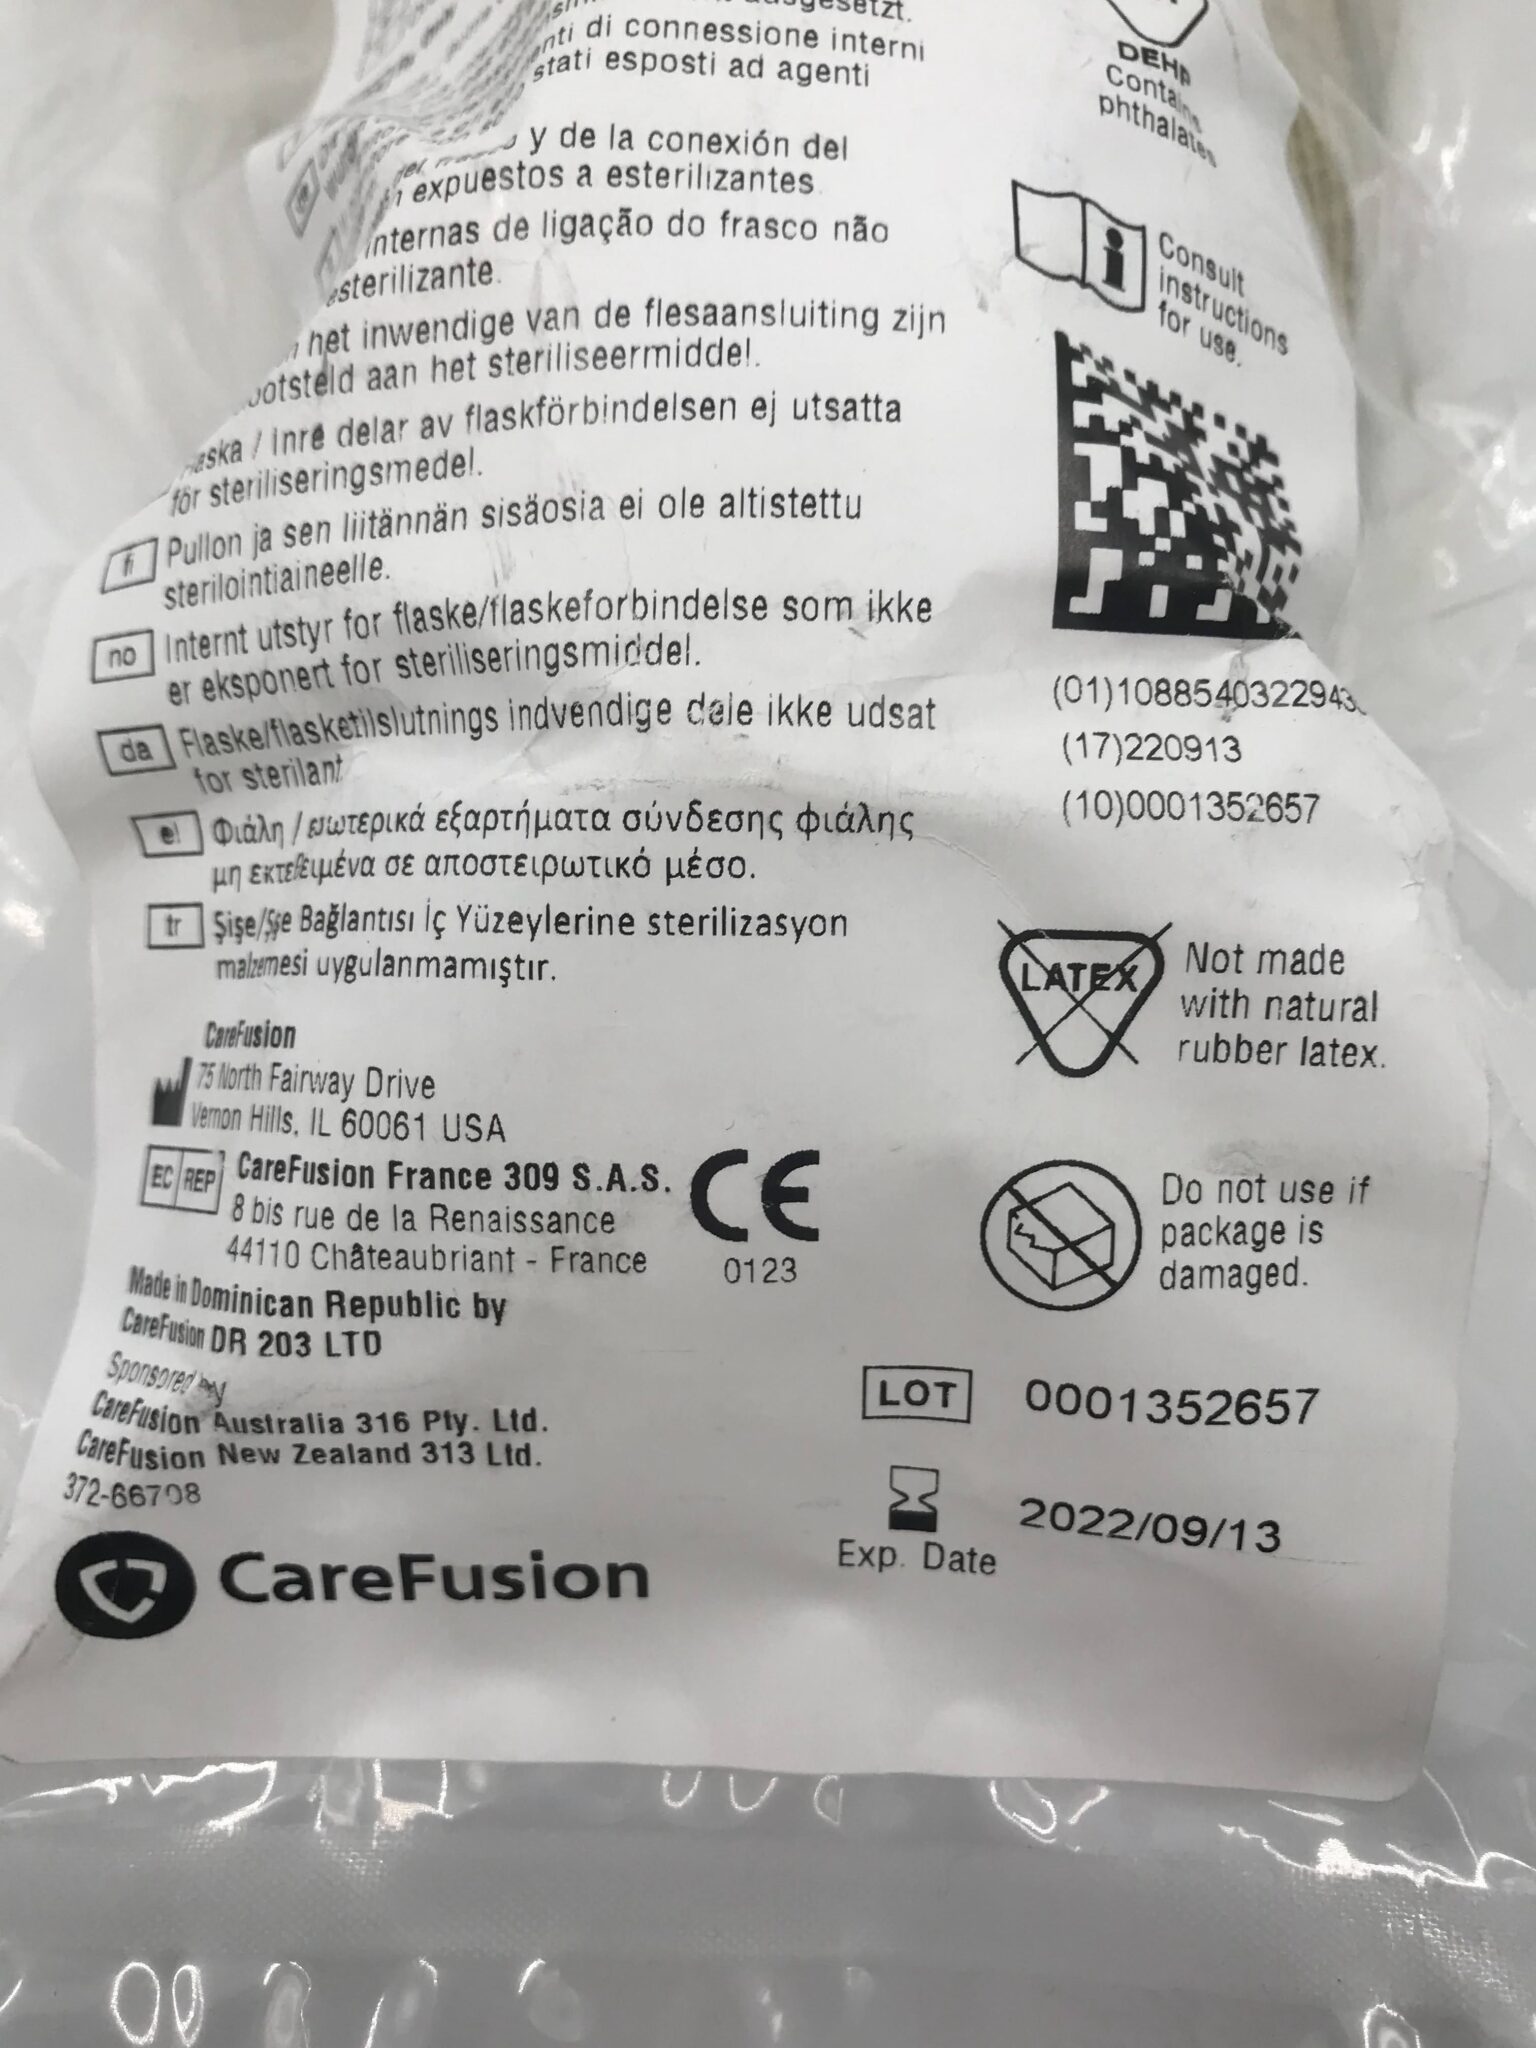 ausgesetzt.
di connessione interni
stati esposti ad agenti
y de la conexión del
expuestos a esterilizantes
internas de ligação do frasco não
esterilizante.
het inwendige van de flesaansluiting zijn
aan het steriliseermiddel.
/ Inre delar av flaskförbindelsen ej utsatta
för steriliseringsmedel.
fi Pullon ja sen liitännän sisäosia ei ole altistettu
sterilointiaineelle.
no Internt utstyr for flaske/flaskeforbindelse som ikke
er eksponert for steriliseringsmiddel.
da Flaske/flasketilslutnings indvendige dele ikke udsat
for sterilant
el Φιάλη / εσωτερικά εξαρτήματα σύνδεσης φιάλης
μη εκτεθειμένα σε αποστειρωτικό μέσο.
tr Şişe/Şişe Bağlantısı İç Yüzeylerine sterilizasyon
malzemesi uygulanmamıştır.
CareFusion
75 North Fairway Drive
Vernon Hills, IL 60061 USA
EC REP CareFusion France 309 S.A.S.
8 bis rue de la Renaissance
44110 Châteaubriant - France
CE
0123
Made in Dominican Republic by
CareFusion DR 203 LTD
Sponsored by
CareFusion Australia 316 Pty. Ltd.
CareFusion New Zealand 313 Ltd.
372-66708
CareFusion
DEHP
Contains
phthalates
Consult
instructions
for use.
(17)220913
(10)0001352657
LATEX
Not made
with natural
rubber latex.
Do not use if
package is
damaged.
LOT 0001352657
2022/09/13
Exp. Date